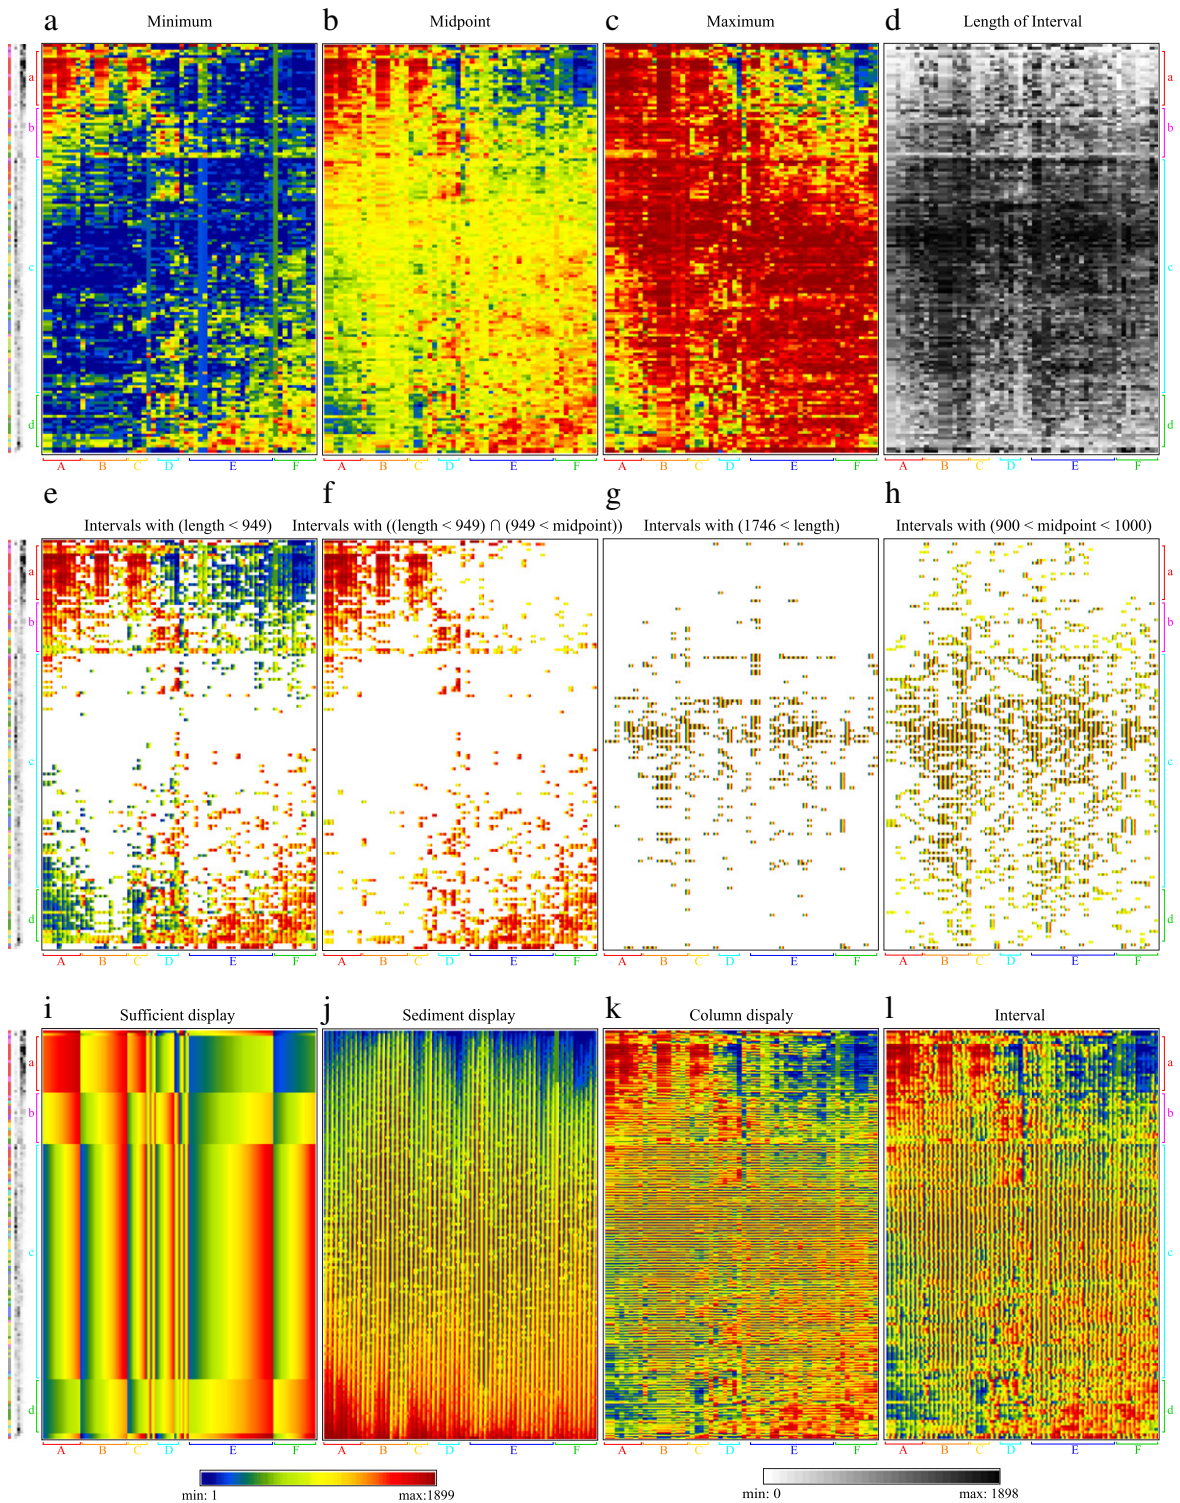 a Minimum
b Midpoint
c Maximum
d Length of Interval
a
b
c
d
a
b
c
d
A B C D E F
A B C D E F
A B C D E F
A B C D E F
e
f
g
h
Intervals with (length < 949)
Intervals with ((length < 949) ∩ (949 < midpoint))
Intervals with (1746 < length)
Intervals with (900 < midpoint < 1000)
a
b
c
d
a
b
c
d
A B C D E F
A B C D E F
A B C D E F
A B C D E F
i Sufficient display
j Sediment display
k Column dispaly
l Interval
a
b
c
d
a
b
c
d
A B C D E F
A B C D E F
A B C D E F
A B C D E F
min: 1 max:1899
min: 0 max: 1898